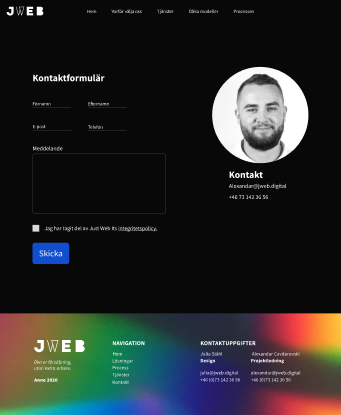 JWEB
Hem Varför välja oss Tjänster Olika modeller Processen
Kontaktformulär
Förnamn Efternamn
E-post Telefon
Meddelande
Jag har tagit del av Just Web Its integritetspolicy.
Skicka
Kontakt
Alexandar@jweb.digital
+46 73 142 36 56
JWEB
Öka er försäljning,
utan extra arbete.
Anno 2020
NAVIGATION
Hem
Lösningar
Process
Tjänster
Kontakt
KONTAKTUPPGIFTER
Julia Ståhl
Design
julia@jweb.digital
+46 (0)73 142 36 56
Alexandar Cavdarovski
Projektledning
alexandar@jweb.digital
+46 (0)73 142 36 56